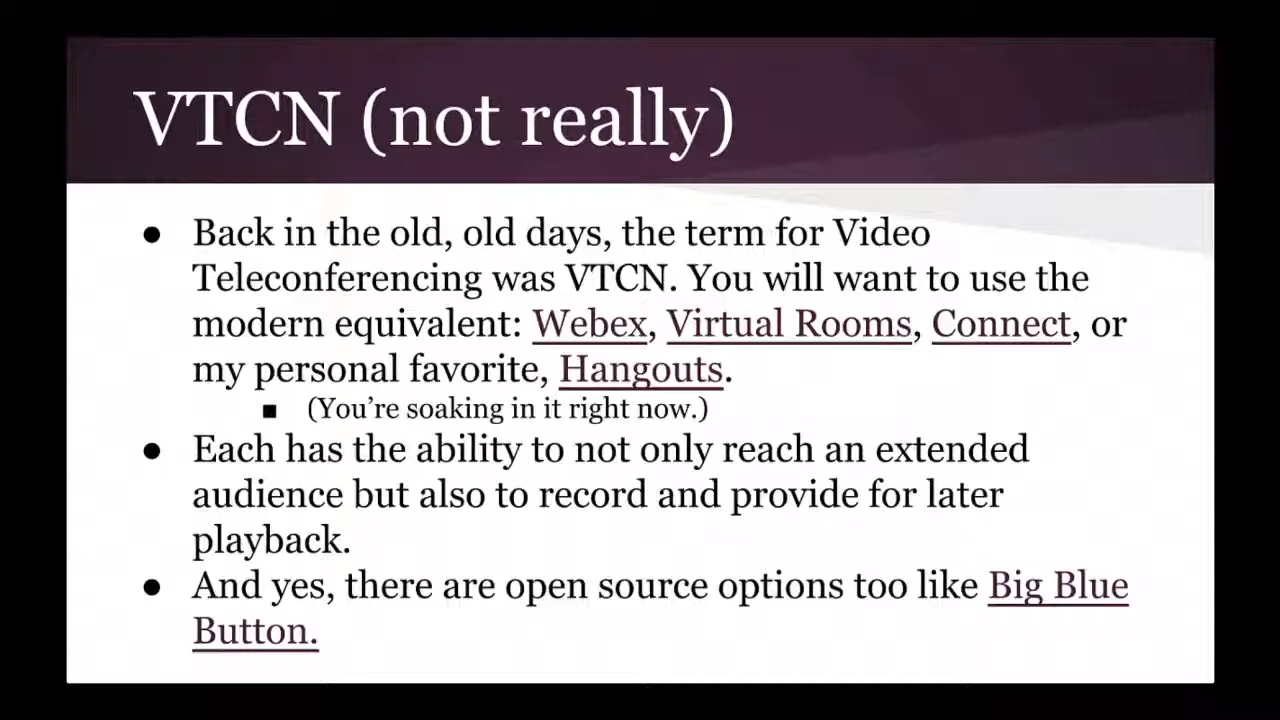 VTCN (not really)
● Back in the old, old days, the term for Video
Teleconferencing was VTCN. You will want to use the
modern equivalent: Webex, Virtual Rooms, Connect, or
my personal favorite, Hangouts.
■ (You’re soaking in it right now.)
● Each has the ability to not only reach an extended
audience but also to record and provide for later
playback.
● And yes, there are open source options too like Big Blue
Button.